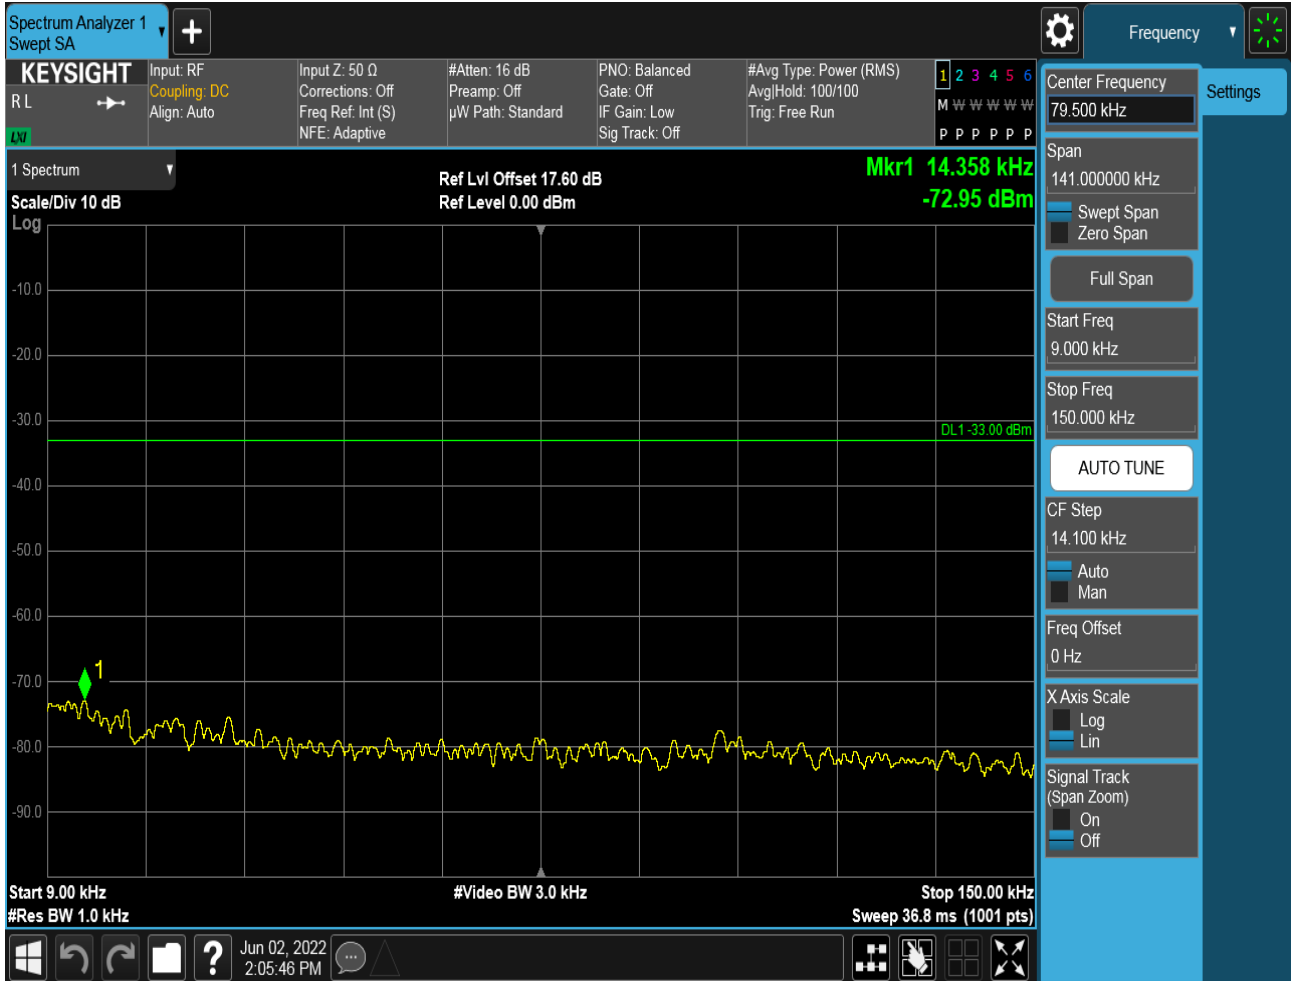 Spectrum Analyzer 1
Swept SA
Frequency
KEYSIGHT
R L
LXI
Input: RF
Coupling: DC
Align: Auto
Input Z: 50 Ω
Corrections: Off
Freq Ref: Int (S)
NFE: Adaptive
#Atten: 16 dB
Preamp: Off
µW Path: Standard
PNO: Balanced
Gate: Off
IF Gain: Low
Sig Track: Off
#Avg Type: Power (RMS)
Avg|Hold: 100/100
Trig: Free Run
1 2 3 4 5 6
M W W W W W
P P P P P P
1 Spectrum
Scale/Div 10 dB
Log
Ref Lvl Offset 17.60 dB
Ref Level 0.00 dBm
Mkr1 14.358 kHz
-72.95 dBm
-10.0
-20.0
-30.0
DL1 -33.00 dBm
-40.0
-50.0
-60.0
1
-70.0
-80.0
-90.0
Start 9.00 kHz
#Video BW 3.0 kHz
Stop 150.00 kHz
#Res BW 1.0 kHz
Sweep 36.8 ms (1001 pts)
?
Jun 02, 2022
2:05:46 PM
Center Frequency
79.500 kHz
Settings
Span
141.000000 kHz
Swept Span
Zero Span
Full Span
Start Freq
9.000 kHz
Stop Freq
150.000 kHz
AUTO TUNE
CF Step
14.100 kHz
Auto
Man
Freq Offset
0 Hz
X Axis Scale
Log
Lin
Signal Track
(Span Zoom)
On
Off